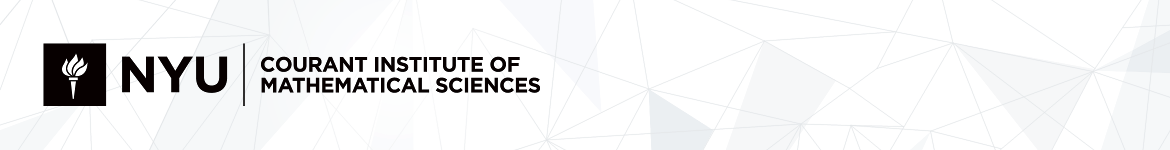 NYU
COURANT INSTITUTE OF
MATHEMATICAL SCIENCES